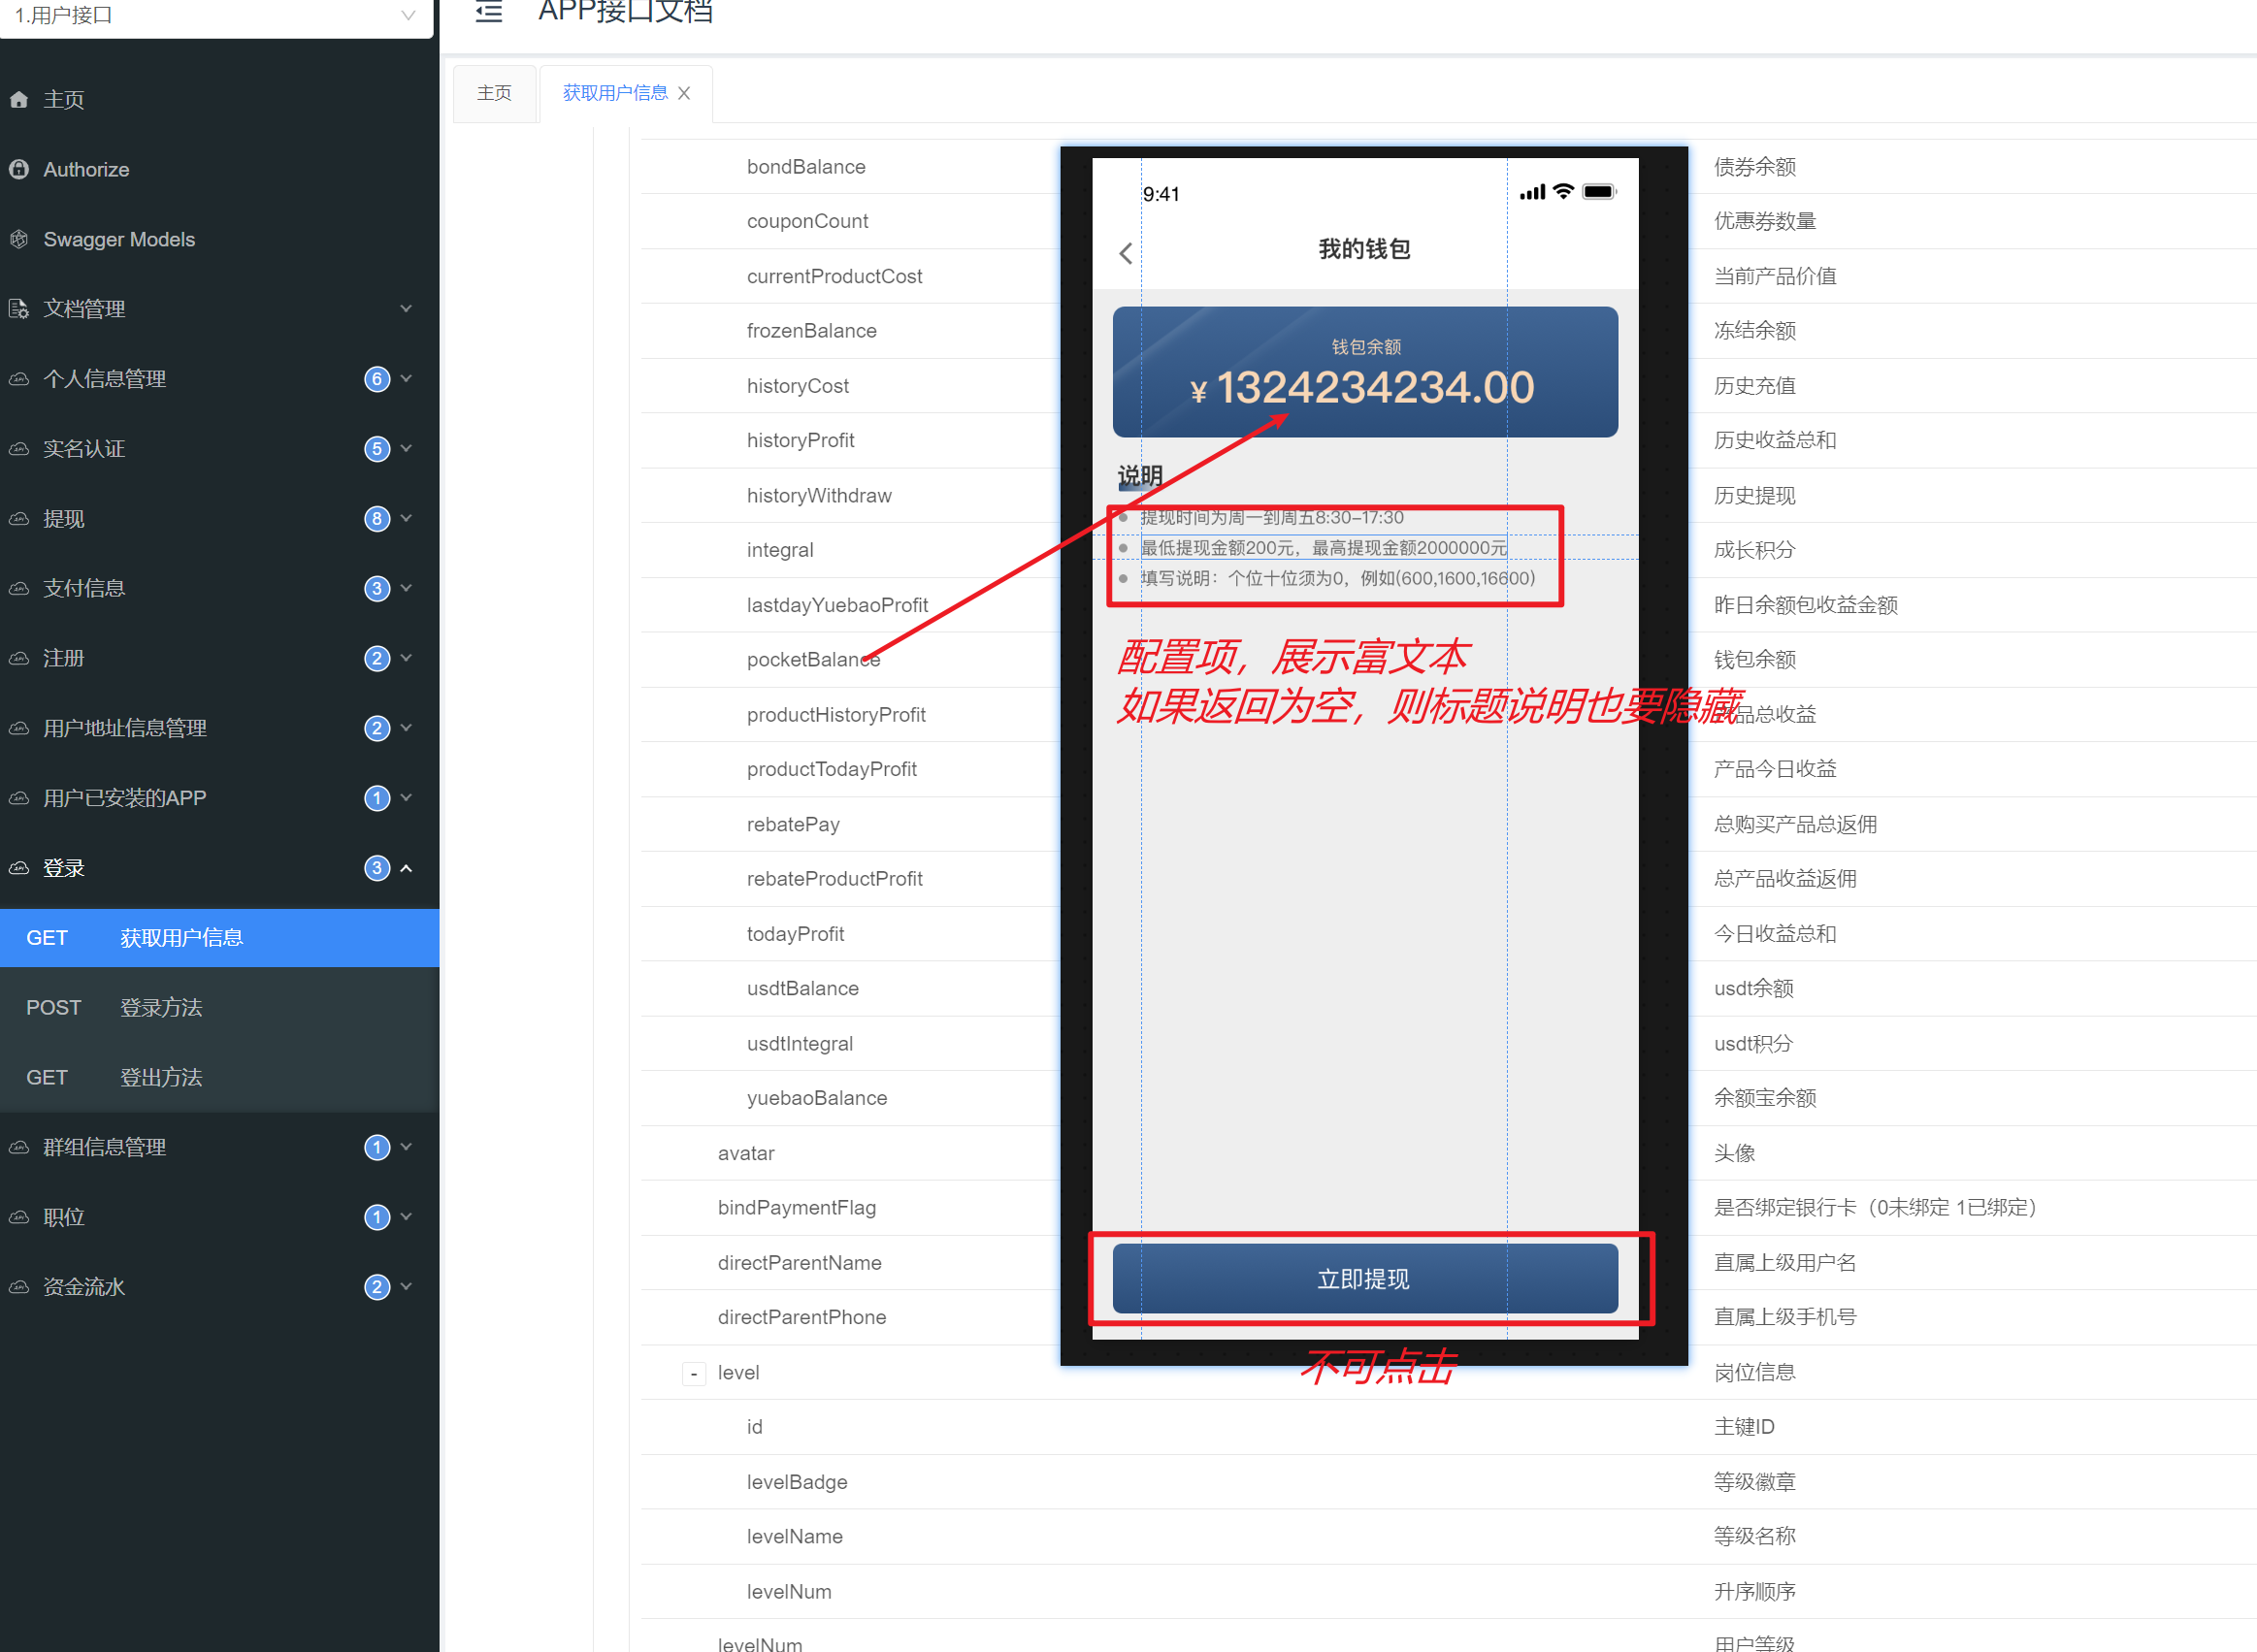 1.用户接口
APP接口文档
主页
获取用户信息
主页
Authorize
Swagger Models
文档管理
个人信息管理 6
实名认证 5
提现 8
支付信息 3
注册 2
用户地址信息管理 2
用户已安装的APP 1
登录 3
GET 获取用户信息
POST 登录方法
GET 登出方法
群组信息管理 1
职位 1
资金流水 2
bondBalance 债券余额
couponCount 优惠券数量
currentProductCost 当前产品价值
frozenBalance 冻结余额
historyCost 历史充值
historyProfit 历史收益总和
historyWithdraw 历史提现
integral 成长积分
lastdayYuebaoProfit 昨日余额包收益金额
pocketBalance 钱包余额
productHistoryProfit 品总收益
productTodayProfit 产品今日收益
rebatePay 总购买产品总返佣
rebateProductProfit 总产品收益返佣
todayProfit 今日收益总和
usdtBalance usdt余额
usdtIntegral usdt积分
yuebaoBalance 余额宝余额
avatar 头像
bindPaymentFlag 是否绑定银行卡（0未绑定 1已绑定）
directParentName 直属上级用户名
directParentPhone 直属上级手机号
- level 岗位信息
id 主键ID
levelBadge 等级徽章
levelName 等级名称
levelNum 升序顺序
levelNum 用户等级
9:41
我的钱包
钱包余额
¥ 1324234234.00
说明
提现时间为周一到周五8:30-17:30
最低提现金额200元，最高提现金额2000000元
填写说明：个位十位须为0，例如(600,1600,16600)
配置项，展示富文本
如果返回为空，则标题说明也要隐藏
立即提现
不可点击